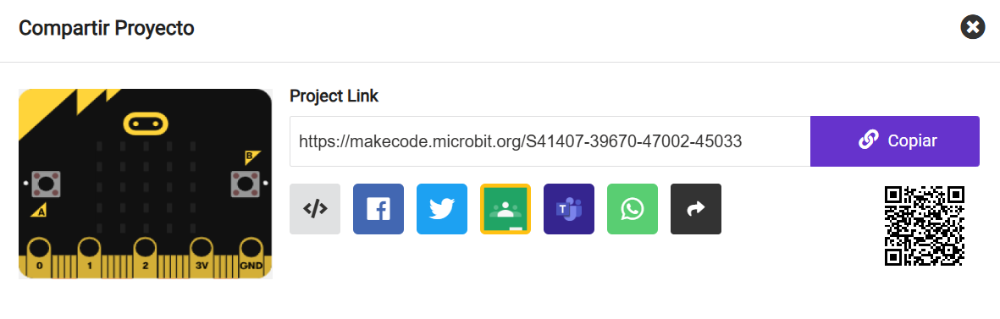 Compartir Proyecto
Project Link
https://makecode.microbit.org/S41407-39670-47002-45033
Copiar
B
A
T
0 1 2 3V GND